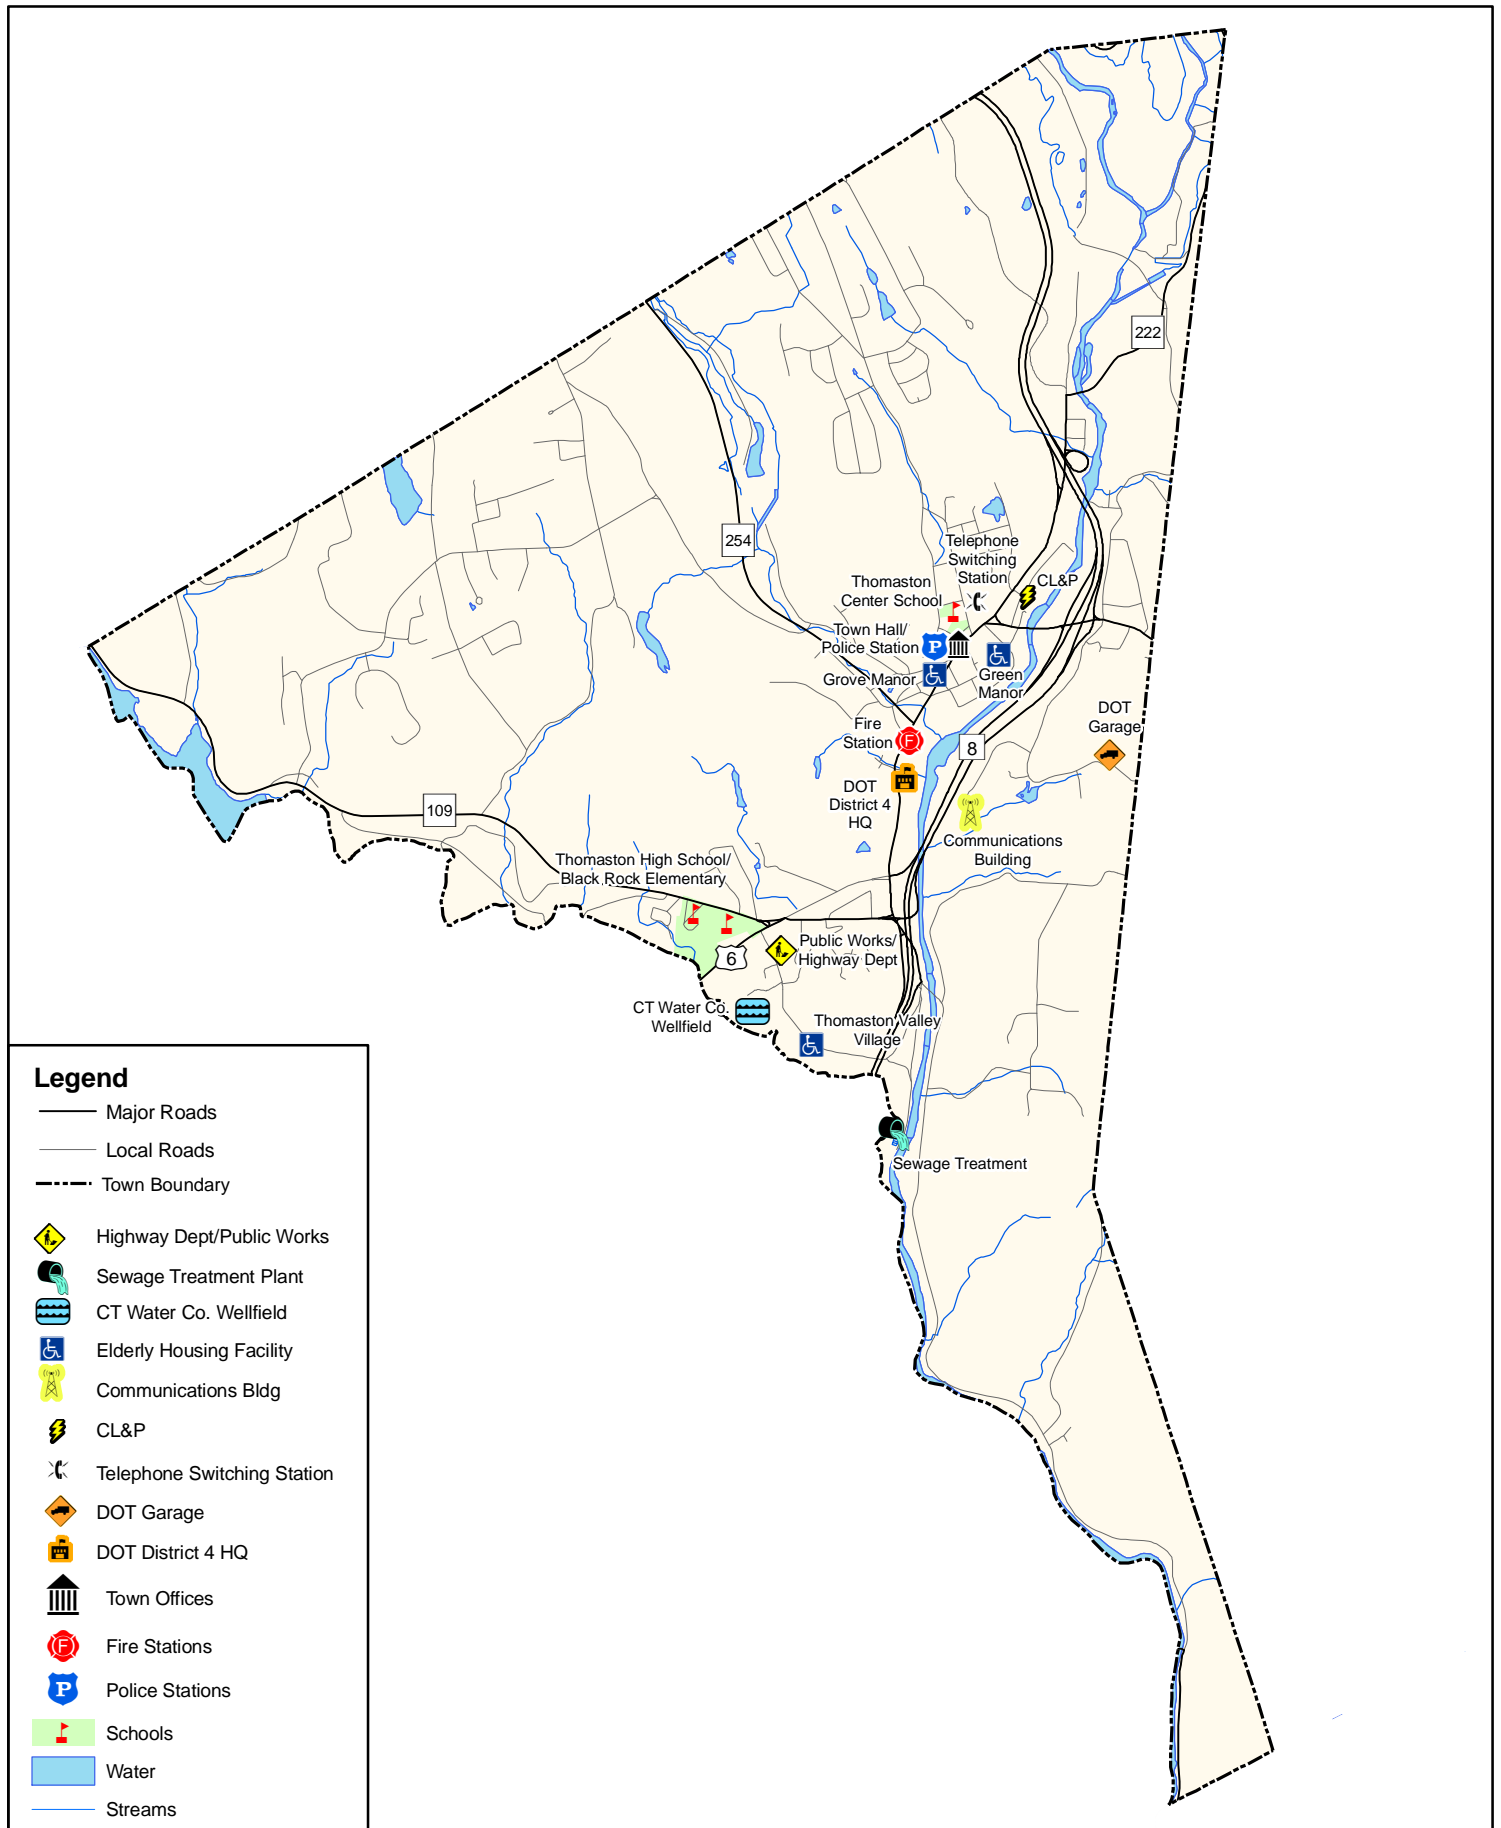 222
254
Telephone
Switching
Station
CL&P
Thomaston
Center School
Town Hall/
Police Station
P
Grove Manor
Green
Manor
DOT
Garage
Fire
Station
F
8
DOT
District 4
HQ
109
Communications
Building
Thomaston High School/
Black Rock Elementary
6
Public Works/
Highway Dept
CT Water Co.
Wellfield
Thomaston Valley
Village
Sewage Treatment
Legend
Major Roads
Local Roads
Town Boundary
Highway Dept/Public Works
Sewage Treatment Plant
CT Water Co. Wellfield
Elderly Housing Facility
Communications Bldg
CL&P
Telephone Switching Station
DOT Garage
DOT District 4 HQ
Town Offices
F
Fire Stations
P
Police Stations
Schools
Water
Streams